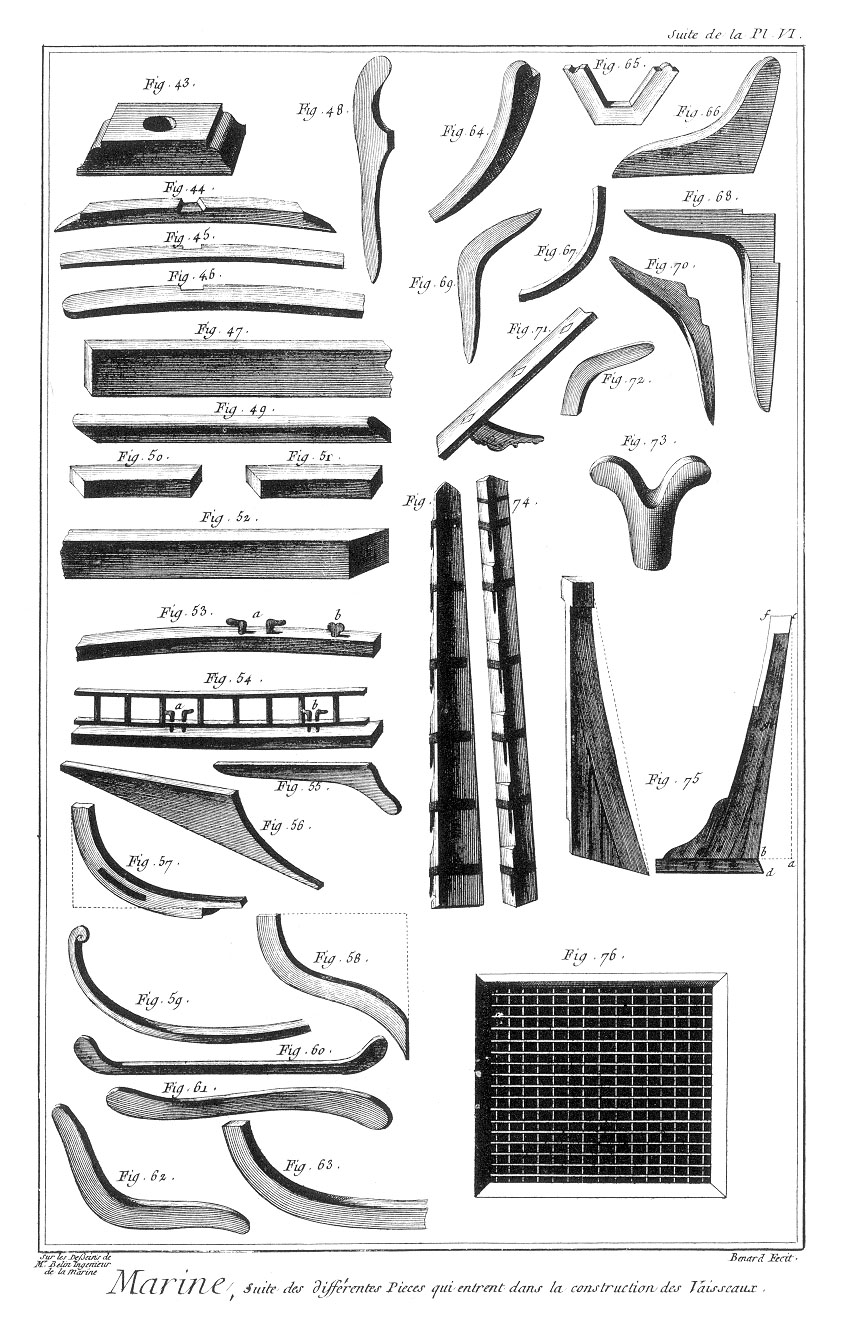 Suite de la Pl. VI.
Fig. 43.
Fig. 48.
Fig. 64.
Fig. 65.
Fig. 66.
Fig. 44.
Fig. 45.
Fig. 46.
Fig. 67.
Fig. 68.
Fig. 69.
Fig. 70.
Fig. 47.
Fig. 71.
Fig. 72.
Fig. 49.
Fig. 50.
Fig. 51.
Fig. 73.
Fig. 74.
Fig. 52.
Fig. 53.
a
b
Fig. 54.
a
b
Fig. 55.
Fig. 56.
Fig. 57.
Fig. 75
f
b
a
d
Fig. 58.
Fig. 59.
Fig. 76.
Fig. 60.
Fig. 61.
Fig. 62.
Fig. 63.
Sur les Desseins de
Mr. Belin Ingenieur
de la Marine
Benard Fecit.
Marine, Suite des différentes Pieces qui entrent dans la construction des Vaisseaux.